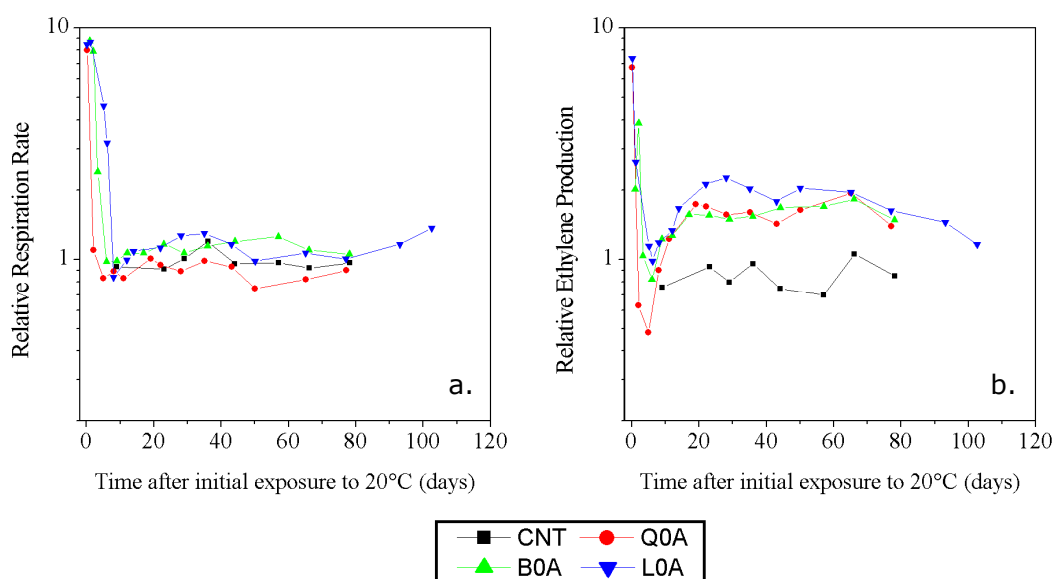 10
1
Relative Respiration Rate
a.
0 20 40 60 80 100 120
Time after initial exposure to 20°C (days)
10
1
Relative Ethylene Production
b.
0 20 40 60 80 100 120
Time after initial exposure to 20°C (days)
CNT Q0A
B0A L0A